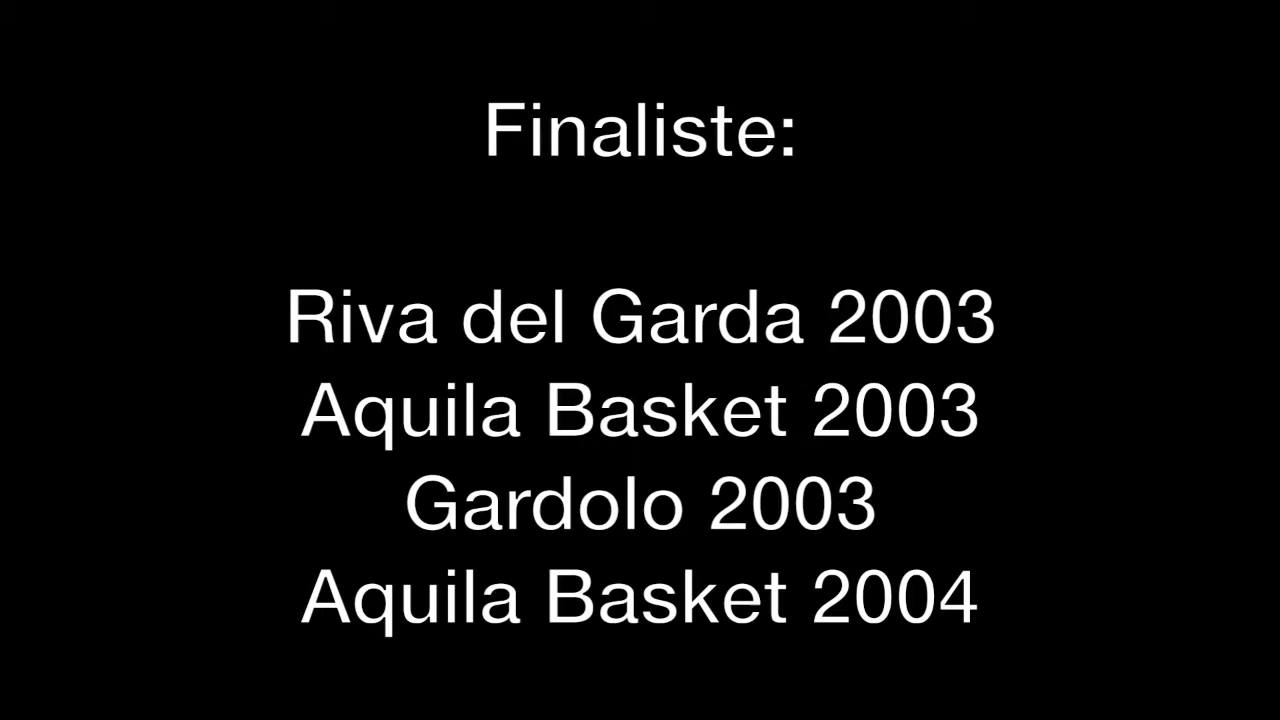 Finaliste:
Riva del Garda 2003
Aquila Basket 2003
Gardolo 2003
Aquila Basket 2004